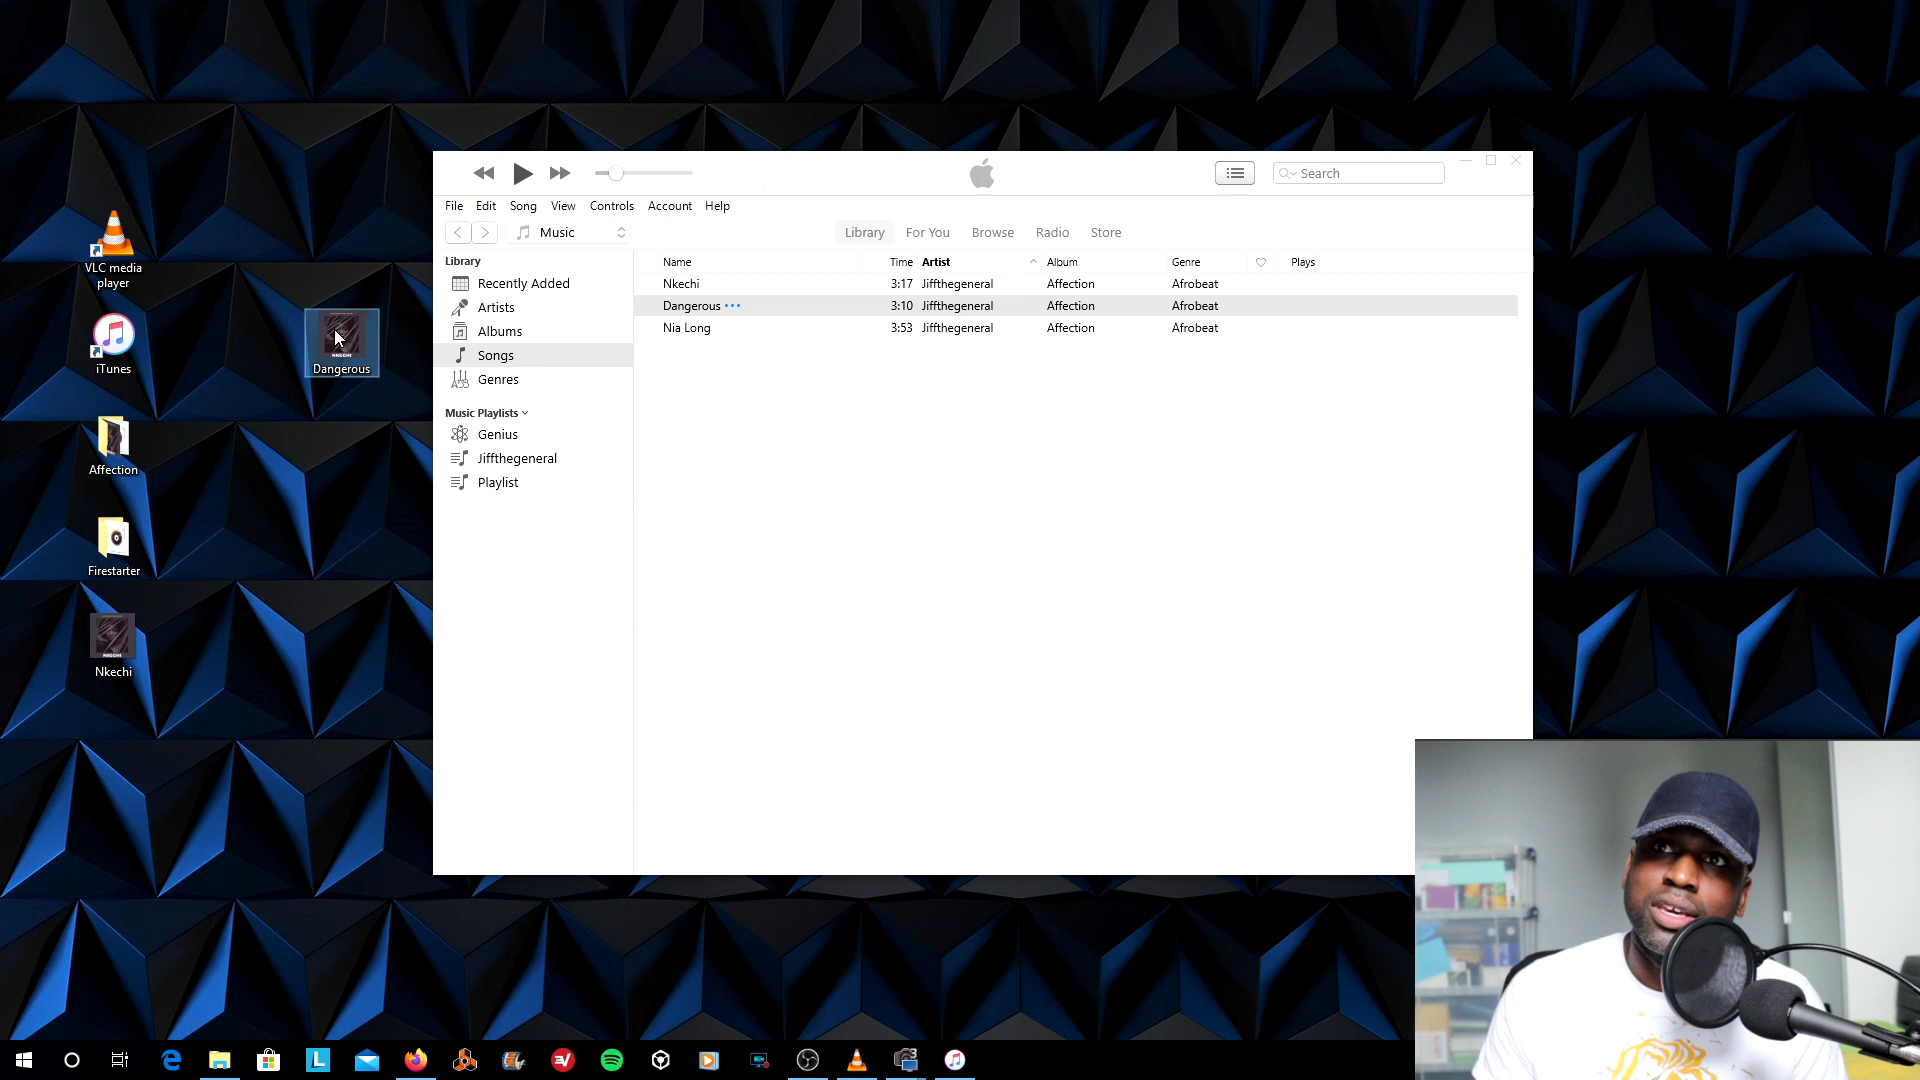 VLC media
player
iTunes
Affection
Firestarter
Nkechi
Dangerous
NKECHI
NKECHI
Search
File Edit Song View Controls Account Help
Music
Library For You Browse Radio Store
Library
Recently Added
Artists
Albums
Songs
Genres
Music Playlists
Genius
Jiffthegeneral
Playlist
Name Time Artist Album Genre Plays
Nkechi 3:17 Jiffthegeneral Affection Afrobeat
Dangerous 3:10 Jiffthegeneral Affection Afrobeat
Nia Long 3:53 Jiffthegeneral Affection Afrobeat